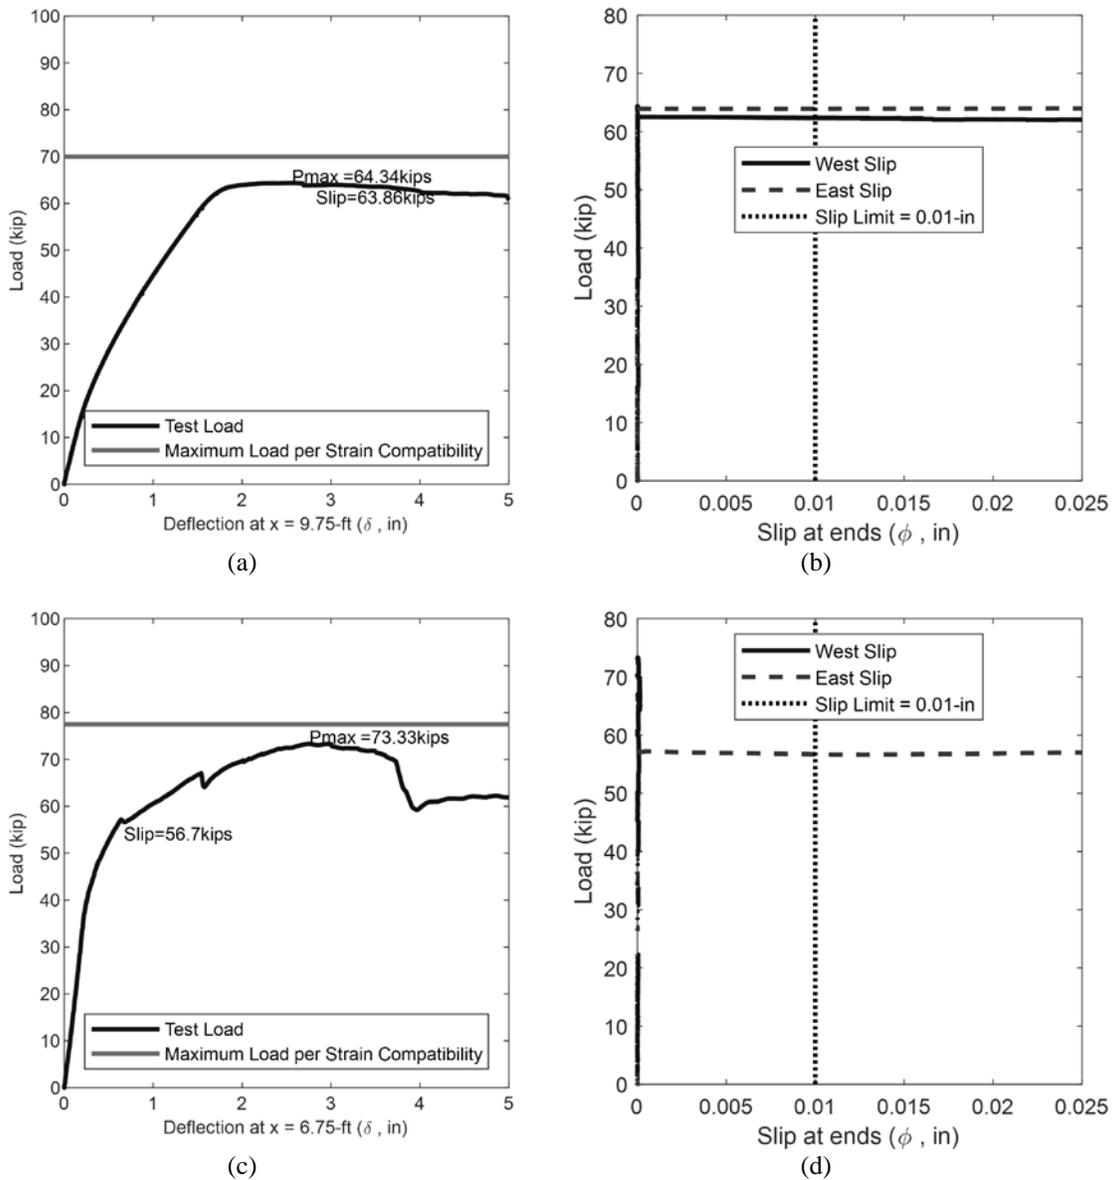 100
90
80
70
60
50
40
30
20
10
0
Load (kip)
Pmax =64.34kips
Slip=63.86kips
Test Load
Maximum Load per Strain Compatibility
0 1 2 3 4 5
Deflection at x = 9.75-ft (δ , in)
(a)
80
70
60
50
40
30
20
10
0
Load (kip)
West Slip
East Slip
Slip Limit = 0.01-in
0 0.005 0.01 0.015 0.02 0.025
Slip at ends (ϕ , in)
(b)
100
90
80
70
60
50
40
30
20
10
0
Load (kip)
Pmax =73.33kips
Slip=56.7kips
Test Load
Maximum Load per Strain Compatibility
0 1 2 3 4 5
Deflection at x = 6.75-ft (δ , in)
(c)
80
70
60
50
40
30
20
10
0
Load (kip)
West Slip
East Slip
Slip Limit = 0.01-in
0 0.005 0.01 0.015 0.02 0.025
Slip at ends (ϕ , in)
(d)